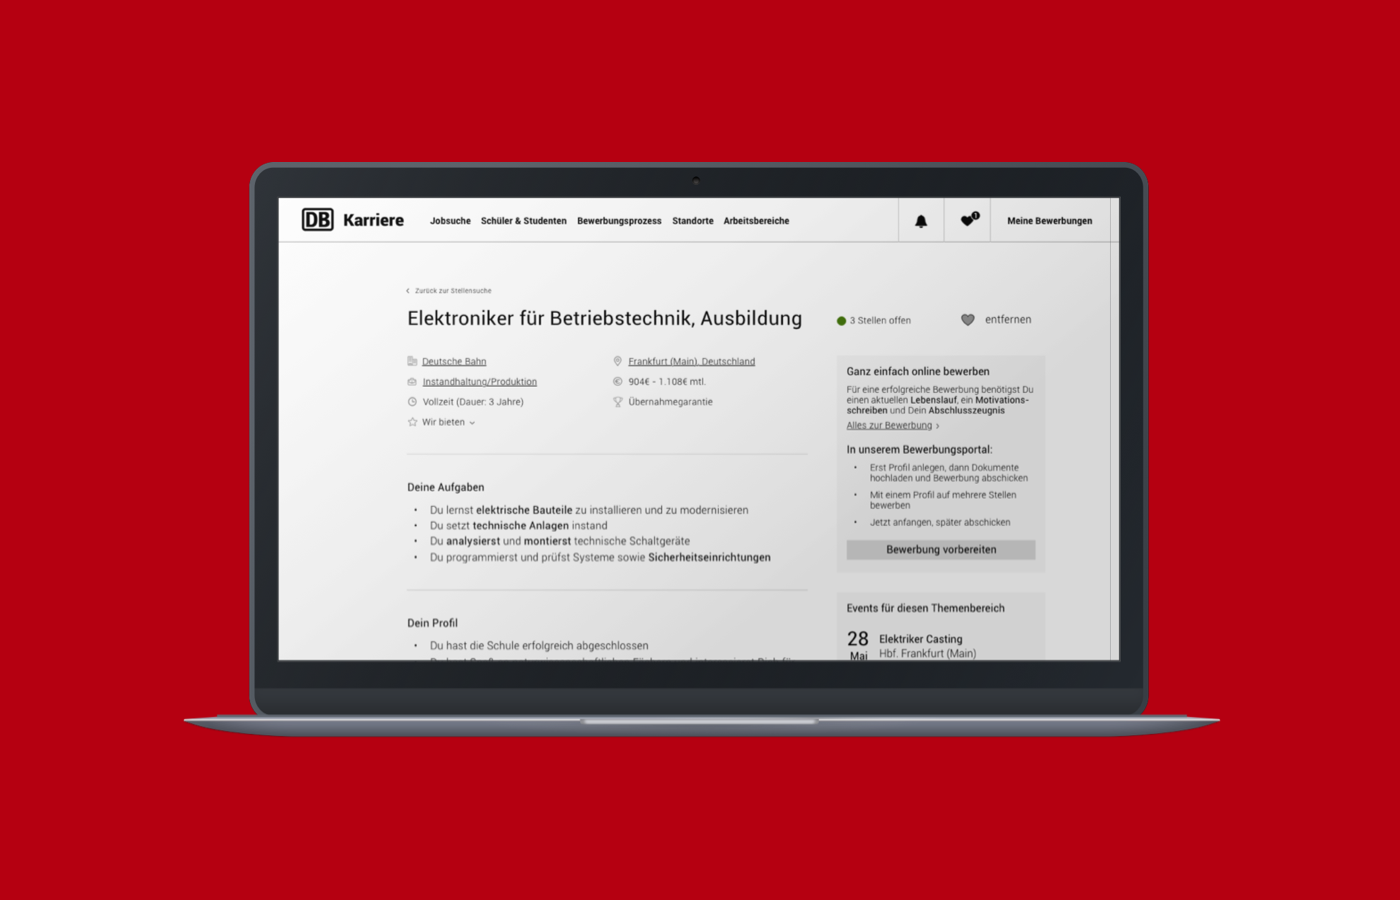 DB Karriere Jobsuche Schüler & Studenten Bewerbungsprozess Standorte Arbeitsbereiche 1 Meine Bewerbungen
‹ Zurück zur Stellensuche
Elektroniker für Betriebstechnik, Ausbildung
Deutsche Bahn
Instandhaltung/Produktion
Vollzeit (Dauer: 3 Jahre)
Wir bieten
Frankfurt (Main), Deutschland
904€ - 1.108€ mtl.
Übernahmegarantie
Deine Aufgaben
• Du lernst elektrische Bauteile zu installieren und zu modernisieren
• Du setzt technische Anlagen instand
• Du analysierst und montierst technische Schaltgeräte
• Du programmierst und prüfst Systeme sowie Sicherheitseinrichtungen
Dein Profil
• Du hast die Schule erfolgreich abgeschlossen
3 Stellen offen
entfernen
Ganz einfach online bewerben
Für eine erfolgreiche Bewerbung benötigst Du
einen aktuellen Lebenslauf, ein Motivations-
schreiben und Dein Abschlusszeugnis
Alles zur Bewerbung ›
In unserem Bewerbungsportal:
• Erst Profil anlegen, dann Dokumente
hochladen und Bewerbung abschicken
• Mit einem Profil auf mehrere Stellen
bewerben
• Jetzt anfangen, später abschicken
Bewerbung vorbereiten
Events für diesen Themenbereich
28
Mai
Elektriker Casting
Hbf. Frankfurt (Main)